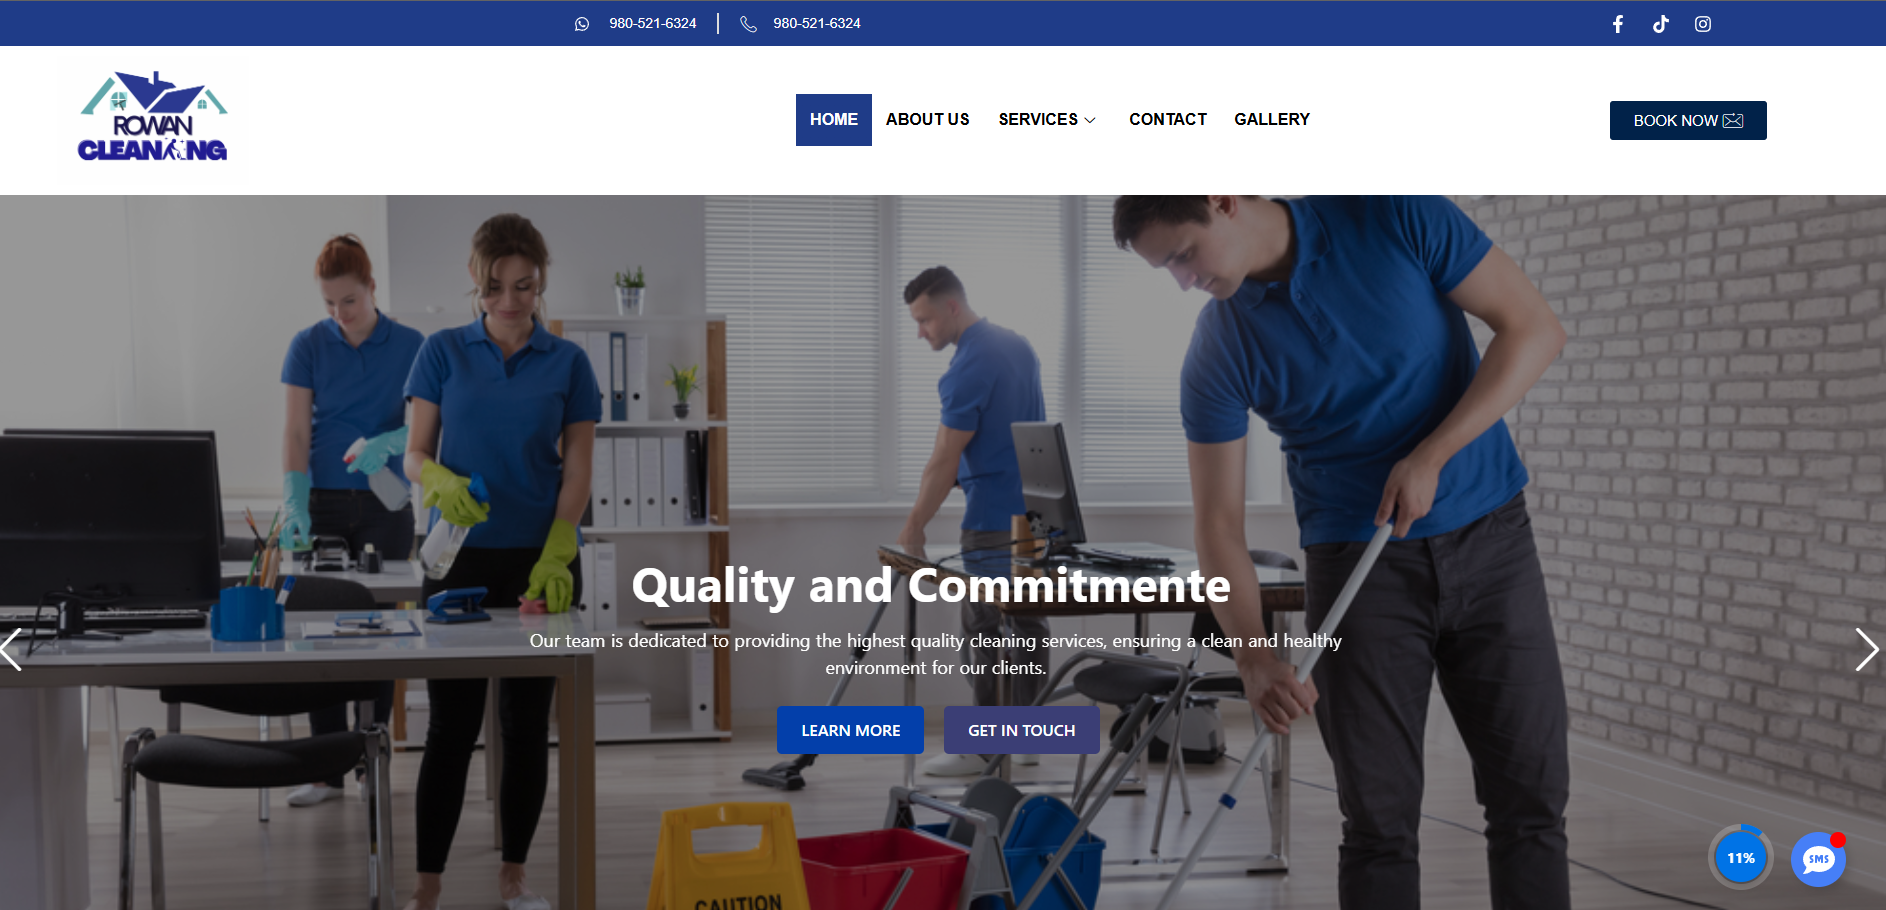 980-521-6324
980-521-6324
ROWAN
CLEANING
HOME
ABOUT US
SERVICES
CONTACT
GALLERY
BOOK NOW
Quality and Commitmente
Our team is dedicated to providing the highest quality cleaning services, ensuring a clean and healthy
environment for our clients.
LEARN MORE
GET IN TOUCH
CAUTION
11%
SMS